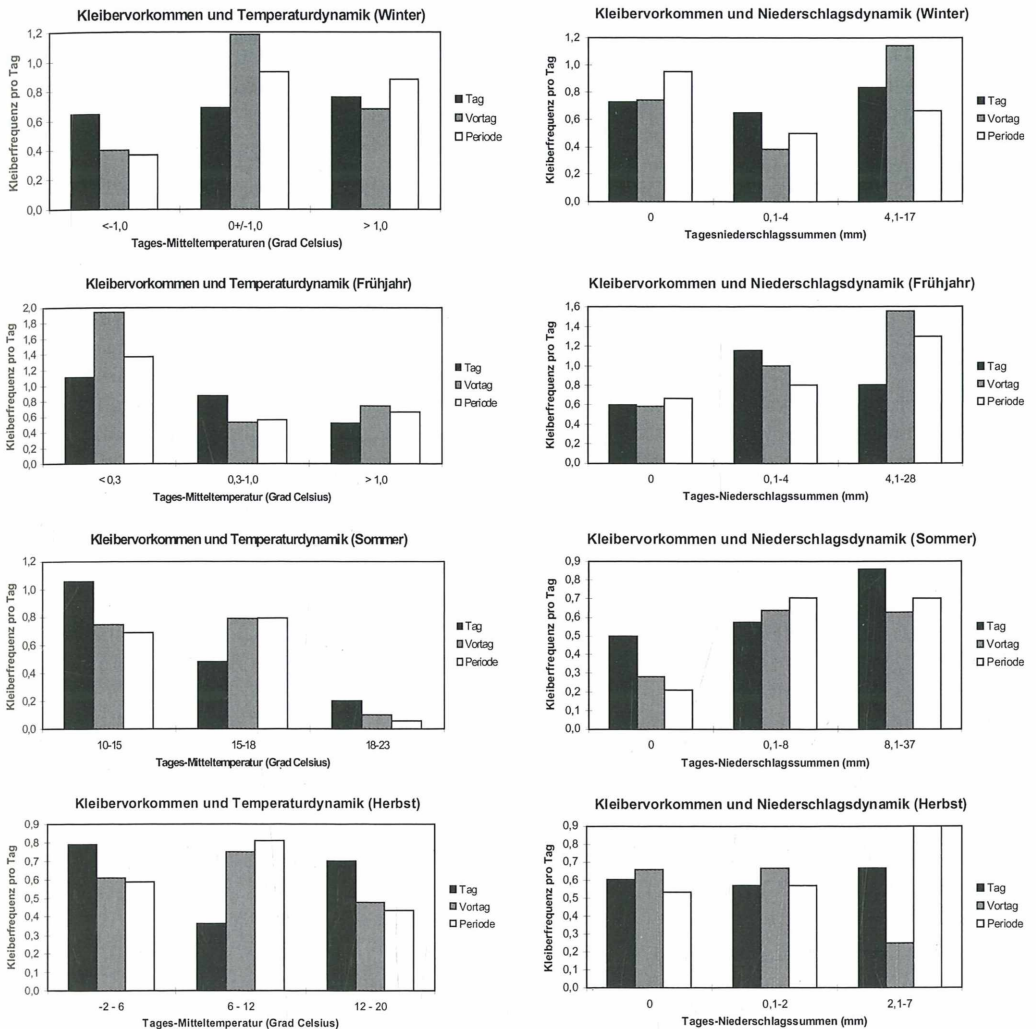 Kleibervorkommen und Temperaturdynamik (Winter)
Kleiberfrequenz pro Tag
1,2
1,0
0,8
0,6
0,4
0,2
0,0
<-1,0
0+/-1,0
> 1,0
Tages-Mitteltemperaturen (Grad Celsius)
Tag
Vortag
Periode
Kleibervorkommen und Niederschlagsdynamik (Winter)
Kleiberfrequenz pro Tag
1,2
1,0
0,8
0,6
0,4
0,2
0,0
0
0,1-4
4,1-17
Tagesniederschlagssummen (mm)
Tag
Vortag
Periode
Kleibervorkommen und Temperaturdynamik (Frühjahr)
Kleiberfrequenz pro Tag
2,0
1,8
1,6
1,4
1,2
1,0
0,8
0,6
0,4
0,2
0,0
<0,3
0,3-1,0
> 1,0
Tages-Mitteltemperatur (Grad Celsius)
Tag
Vortag
Periode
Kleibervorkommen und Niederschlagsdynamik (Frühjahr)
Kleiberfrequenz pro Tag
1,6
1,4
1,2
1,0
0,8
0,6
0,4
0,2
0,0
0
0,1-4
4,1-28
Tages-Niederschlagssummen (mm)
Tag
Vortag
Periode
Kleibervorkommen und Temperaturdynamik (Sommer)
Kleiberfrequenz pro Tag
1,2
1,0
0,8
0,6
0,4
0,2
0,0
10-15
15-18
18-23
Tages-Mitteltemperatur (Grad Celsius)
Tag
Vortag
Periode
Kleibervorkommen und Niederschlagsdynamik (Sommer)
Kleiberfrequenz pro Tag
0,9
0,8
0,7
0,6
0,5
0,4
0,3
0,2
0,1
0,0
0
0,1-8
8,1-37
Tages-Niederschlagssummen (mm)
Tag
Vortag
Periode
Kleibervorkommen und Temperaturdynamik (Herbst)
Kleiberfrequenz pro Tag
0,9
0,8
0,7
0,6
0,5
0,4
0,3
0,2
0,1
0,0
-2 - 6
6 - 12
12 - 20
Tages-Mitteltemperatur (Grad Celsius)
Tag
Vortag
Periode
Kleibervorkommen und Niederschlagsdynamik (Herbst)
Kleiberfrequenz pro Tag
0,9
0,8
0,7
0,6
0,5
0,4
0,3
0,2
0,1
0,0
0
0,1-2
2,1-7
Tages-Niederschlagssummen (mm)
Tag
Vortag
Periode